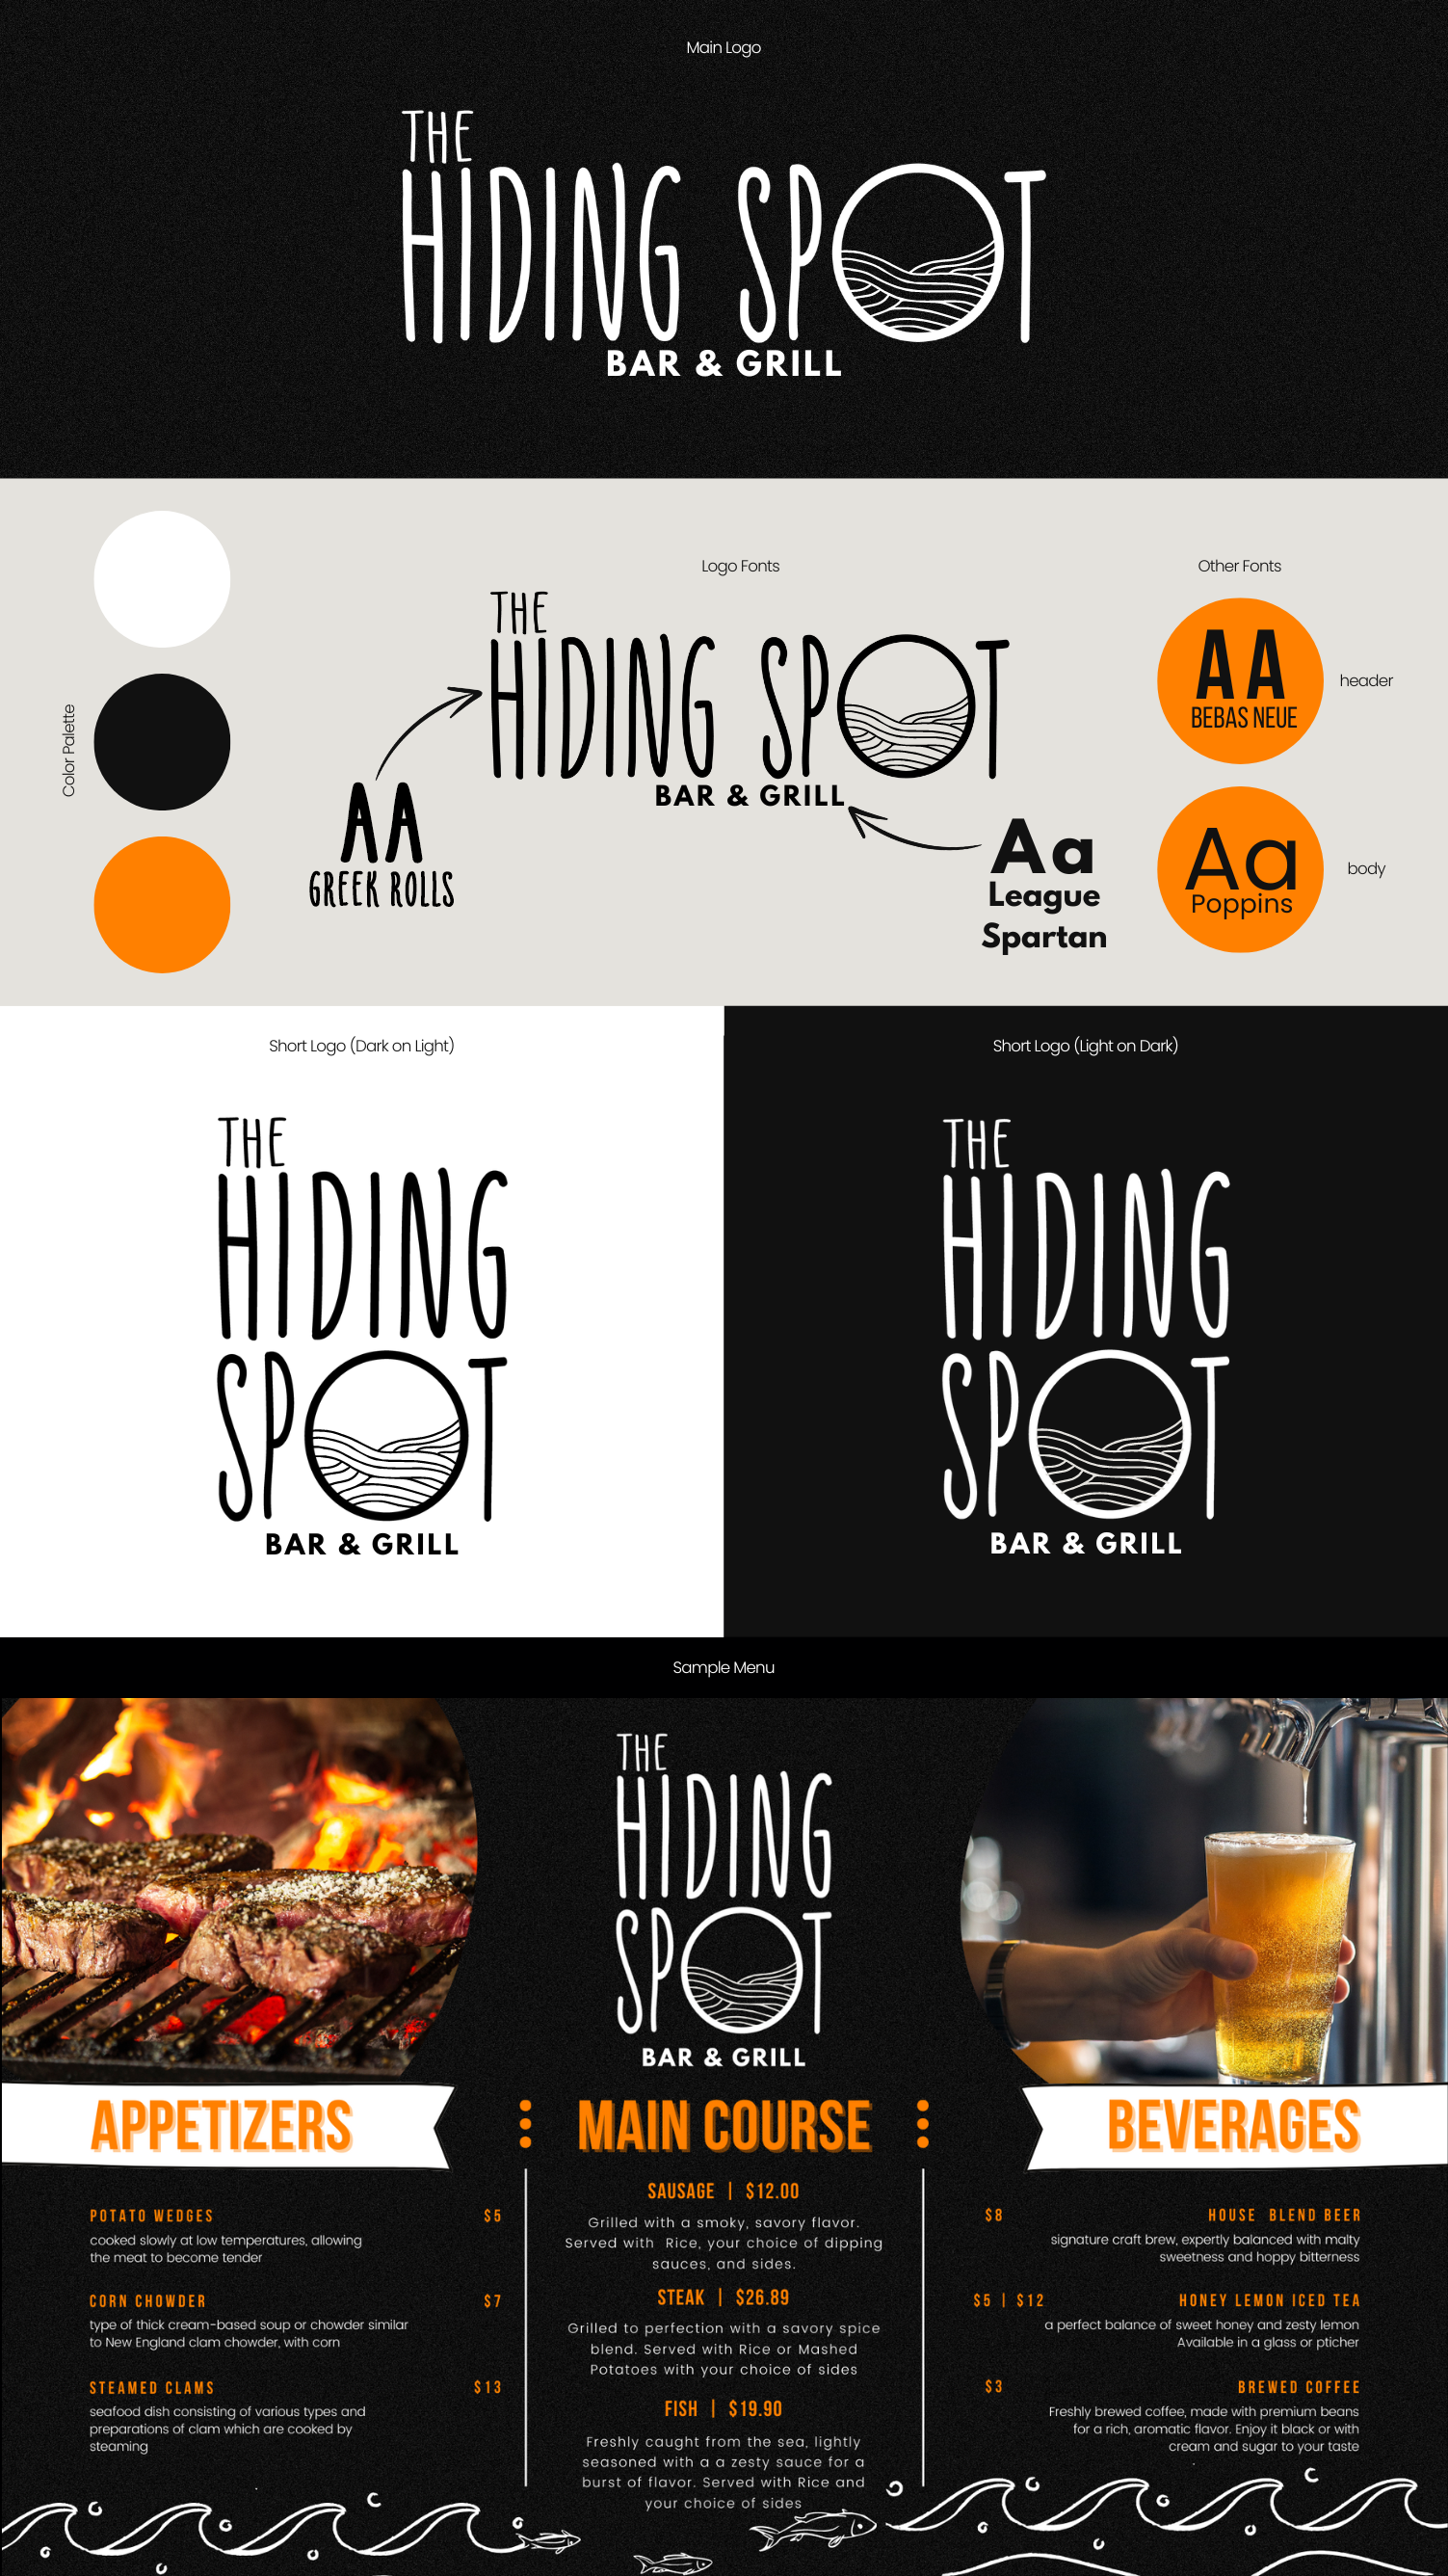 Main Logo
THE
HIDING SPOT
BAR & GRILL
Color Palette
Logo Fonts
THE
HIDING SPOT
BAR & GRILL
AA
GREEK ROLLS
Aa
League
Spartan
Other Fonts
AA
BEBAS NEUE
header
Aa
Poppins
body
Short Logo (Dark on Light)
THE
HIDING
SPOT
BAR & GRILL
Short Logo (Light on Dark)
THE
HIDING
SPOT
BAR & GRILL
Sample Menu
THE
HIDING
SPOT
BAR & GRILL
APPETIZERS
POTATO WEDGES $5
cooked slowly at low temperatures, allowing
the meat to become tender
CORN CHOWDER $7
type of thick cream-based soup or chowder similar
to New England clam chowder, with corn
STEAMED CLAMS $13
seafood dish consisting of various types and
preparations of clam which are cooked by
steaming
MAIN COURSE
SAUSAGE | $12.00
Grilled with a smoky, savory flavor.
Served with Rice, your choice of dipping
sauces, and sides.
STEAK | $26.89
Grilled to perfection with a savory spice
blend. Served with Rice or Mashed
Potatoes with your choice of sides
FISH | $19.90
Freshly caught from the sea, lightly
seasoned with a a zesty sauce for a
burst of flavor. Served with Rice and
your choice of sides
BEVERAGES
$8 HOUSE BLEND BEER
signature craft brew, expertly balanced with malty
sweetness and hoppy bitterness
$5 | $12 HONEY LEMON ICED TEA
a perfect balance of sweet honey and zesty lemon
Available in a glass or pticher
$3 BREWED COFFEE
Freshly brewed coffee, made with premium beans
for a rich, aromatic flavor. Enjoy it black or with
cream and sugar to your taste